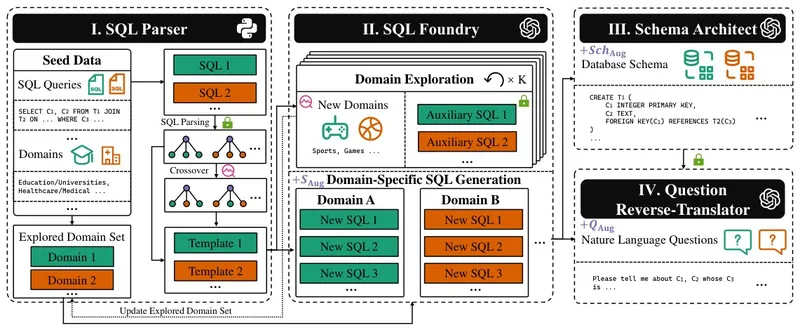 I. SQL Parser
Seed Data
SQL Queries
SELECT C₁, C₂ FROM T1 JOIN
T2 ON ... WHERE C₃ ...
...
Domains
Education/Universities,
Healthcare/Medical ...
...
Explored Domain Set
Domain 1
Domain 2
...
SQL 1
SQL 2
...
SQL Parsing
...
Crossover
...
Template 1
Template 2
...
Update Explored Domain Set
II. SQL Foundry
Domain Exploration
× K
New Domains
Sports, Games ...
Auxiliary SQL 1
Auxiliary SQL 2
...
+S_Aug Domain-Specific SQL Generation
Domain A
New SQL 1
New SQL 2
New SQL 3
...
Domain B
New SQL 1
New SQL 2
New SQL 3
...
...
III. Schema Architect
+Sch_Aug
Database Schema
...
CREATE T₁ (
C₁ INTEGER PRIMARY KEY,
C₂ TEXT,
FOREIGN KEY(C₁) REFERENCES T2(C₃)
)
...
IV. Question
Reverse-Translator
+Q_Aug
Nature Language Questions
? ?
...
Please tell me about C₁, C₂ whose C₃
is ...